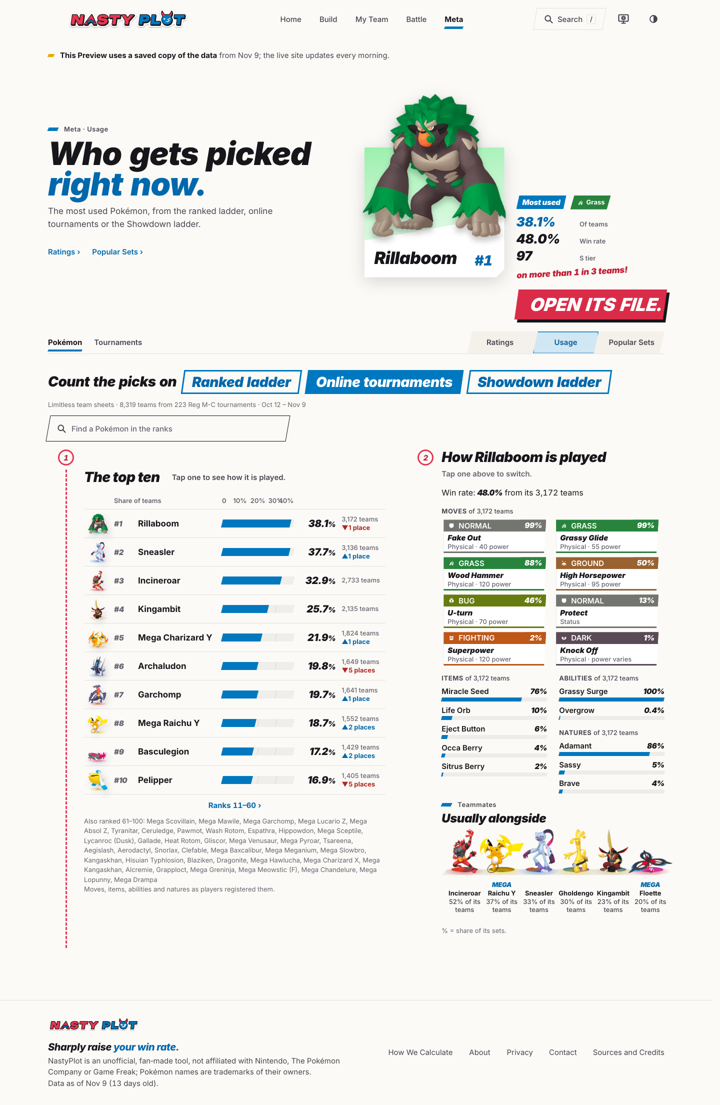 NASTY PLOT
Home Build My Team Battle Meta
Search /
This Preview uses a saved copy of the data from Nov 9; the live site updates every morning.
Meta · Usage
Who gets picked
right now.
The most used Pokémon, from the ranked ladder, online
tournaments or the Showdown ladder.
Ratings › Popular Sets ›
Rillaboom #1
Most used Grass
38.1% Of teams
48.0% Win rate
97 S tier
on more than 1 in 3 teams!
OPEN ITS FILE.
Pokémon Tournaments
Ratings Usage Popular Sets
Count the picks on Ranked ladder Online tournaments Showdown ladder
Limitless team sheets · 8,319 teams from 223 Reg M-C tournaments · Oct 12 – Nov 9
Find a Pokémon in the ranks
1
The top ten Tap one to see how it is played.
Share of teams 0 10% 20% 30% 40%
#1 Rillaboom 38.1% 3,172 teams
▼1 place
#2 Sneasler 37.7% 3,136 teams
▲1 place
#3 Incineroar 32.9% 2,733 teams
#4 Kingambit 25.7% 2,135 teams
#5 Mega Charizard Y 21.9% 1,824 teams
▲1 place
#6 Archaludon 19.8% 1,649 teams
▼5 places
#7 Garchomp 19.7% 1,641 teams
▲1 place
#8 Mega Raichu Y 18.7% 1,552 teams
▲2 places
#9 Basculegion 17.2% 1,429 teams
▲2 places
#10 Pelipper 16.9% 1,405 teams
▼5 places
Ranks 11–60 ›
Also ranked 61–100: Mega Scovillain, Mega Mawile, Mega Garchomp, Mega Lucario Z, Mega
Absol Z, Tyranitar, Ceruledge, Pawmot, Wash Rotom, Espathra, Hippowdon, Mega Sceptile,
Lycanroc (Dusk), Gallade, Heat Rotom, Gliscor, Mega Venusaur, Mega Pyroar, Tsareena,
Aegislash, Aerodactyl, Snorlax, Clefable, Mega Baxcalibur, Mega Meganium, Mega Slowbro,
Kangaskhan, Hisuian Typhlosion, Blaziken, Dragonite, Mega Hawlucha, Mega Charizard X, Mega
Kangaskhan, Alcremie, Grapploct, Mega Greninja, Mega Meowstic (F), Mega Chandelure, Mega
Lopunny, Mega Drampa
Moves, items, abilities and natures as players registered them.
2
How Rillaboom is played
Tap one above to switch.
Win rate: 48.0% from its 3,172 teams
MOVES of 3,172 teams
NORMAL 99%
Fake Out
Physical · 40 power
GRASS 99%
Grassy Glide
Physical · 55 power
GRASS 88%
Wood Hammer
Physical · 120 power
GROUND 50%
High Horsepower
Physical · 95 power
BUG 46%
U-turn
Physical · 70 power
NORMAL 13%
Protect
Status
FIGHTING 2%
Superpower
Physical · 120 power
DARK 1%
Knock Off
Physical · power varies
ITEMS of 3,172 teams
Miracle Seed 76%
Life Orb 10%
Eject Button 6%
Occa Berry 4%
Sitrus Berry 2%
ABILITIES of 3,172 teams
Grassy Surge 100%
Overgrow 0.4%
NATURES of 3,172 teams
Adamant 86%
Sassy 5%
Brave 4%
Teammates
Usually alongside
Incineroar
52% of its
teams
MEGA
Raichu Y
37% of its
teams
Sneasler
33% of its
teams
Gholdengo
30% of its
teams
Kingambit
23% of its
teams
MEGA
Floette
20% of its
teams
% = share of its sets.
NASTY PLOT
Sharply raise your win rate.
NastyPlot is an unofficial, fan-made tool, not affiliated with Nintendo, The Pokémon
Company or Game Freak; Pokémon names are trademarks of their owners.
Data as of Nov 9 (13 days old).
How We Calculate About Privacy Contact Sources and Credits